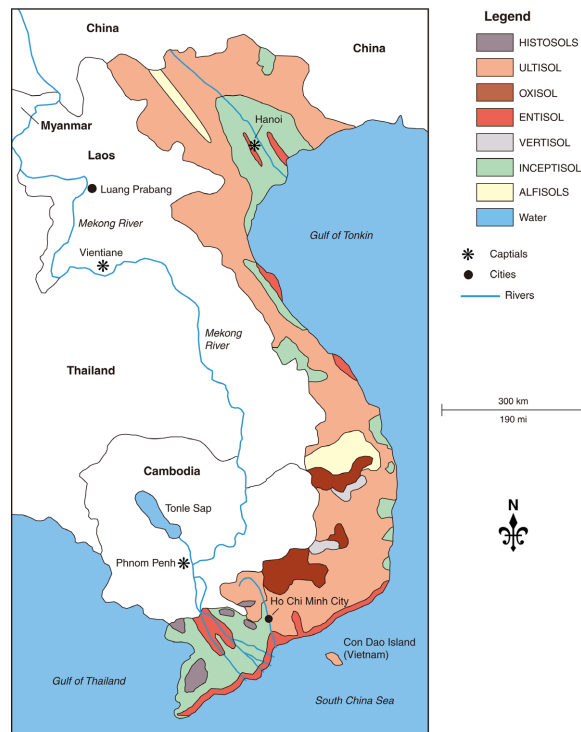 China
China
Myanmar
Hanoi
Laos
Luang Prabang
Mekong River
Gulf of Tonkin
Vientiane
Mekong
River
Thailand
Cambodia
Tonle Sap
Phnom Penh
Ho Chi Minh City
Con Dao Island
(Vietnam)
Gulf of Thailand
South China Sea
Legend
HISTOSOLS
ULTISOL
OXISOL
ENTISOL
VERTISOL
INCEPTISOL
ALFISOLS
Water
Captials
Cities
Rivers
300 km
190 mi
N